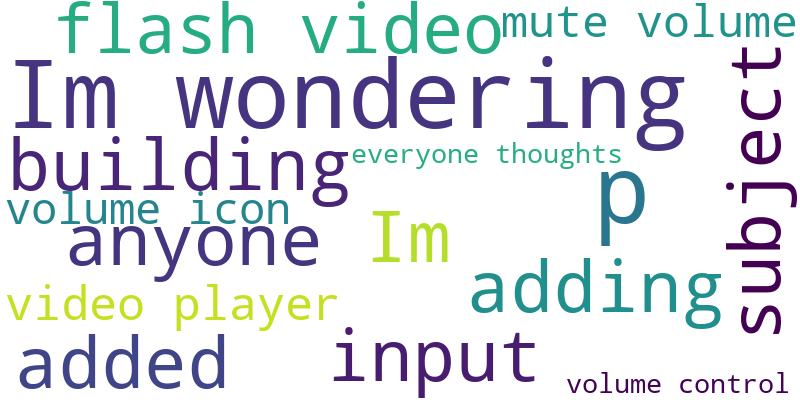 flash video
mute volume
Im wondering
subject
building
everyone thoughts
p
volume icon
anyone
Im
adding
video player
added
input
volume control